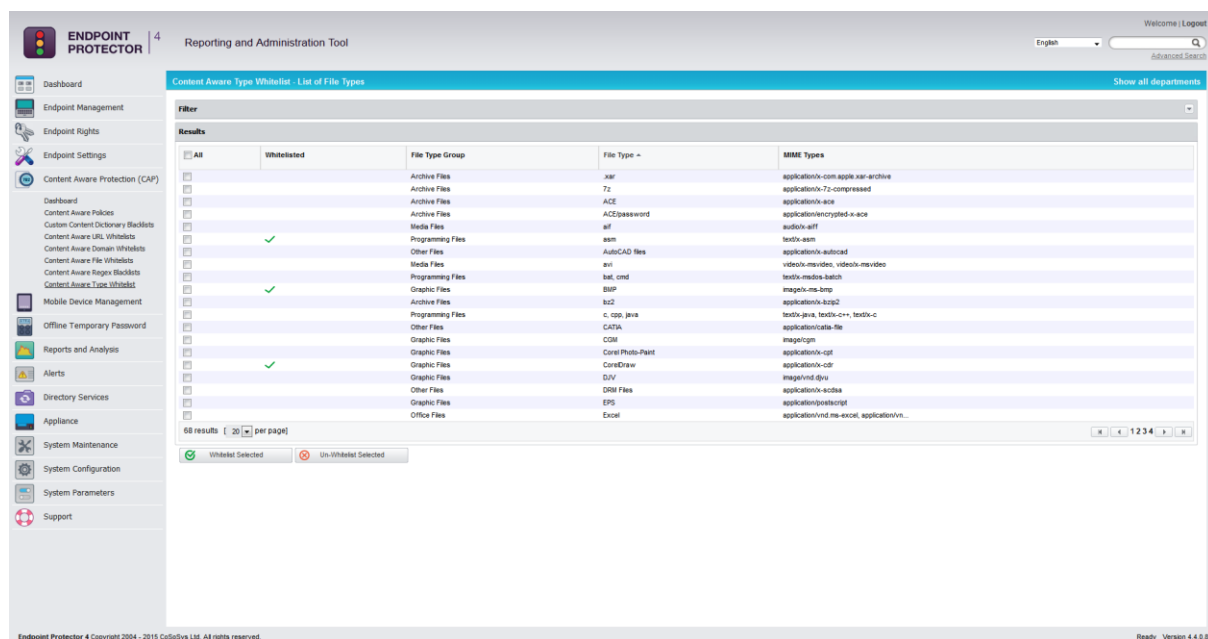 Welcome | Logout
ENDPOINT PROTECTOR | 4
Reporting and Administration Tool
English
Advanced Search
Dashboard
Endpoint Management
Endpoint Rights
Endpoint Settings
Content Aware Protection (CAP)
Dashboard
Content Aware Policies
Custom Content Dictionary Blacklists
Content Aware URL Whitelists
Content Aware Domain Whitelists
Content Aware File Whitelists
Content Aware Regex Blacklists
Content Aware Type Whitelist
Mobile Device Management
Offline Temporary Password
Reports and Analysis
Alerts
Directory Services
Appliance
System Maintenance
System Configuration
System Parameters
Support
Content Aware Type Whitelist - List of File Types Show all departments
Filter
Results
All Whitelisted File Type Group File Type MIME Types
Archive Files .xar application/x-com.apple.xar-archive
Archive Files 7z application/x-7z-compressed
Archive Files ACE application/x-ace
Archive Files ACE/password application/encrypted-x-ace
Media Files aif audio/x-aiff
Programming Files asm text/x-asm
Other Files AutoCAD files application/x-autocad
Media Files avi video/x-msvideo, video/x-msvideo
Programming Files bat, cmd text/x-msdos-batch
Graphic Files BMP image/x-ms-bmp
Archive Files bz2 application/x-bzip2
Programming Files c, cpp, java text/x-java, text/x-c++, text/x-c
Other Files CATIA application/catia-file
Graphic Files CGM image/cgm
Graphic Files Corel Photo-Paint application/x-cpt
Graphic Files CorelDraw application/x-cdr
Graphic Files DJV image/vnd.djvu
Other Files DRM Files application/x-scdsa
Graphic Files EPS application/postscript
Office Files Excel application/vnd.ms-excel, application/vn...
68 results [ 20 per page] 1 2 3 4
Whitelist Selected Un-Whitelist Selected
Endpoint Protector 4 Copyright 2004 - 2015 CoSoSys Ltd. All rights reserved. Ready Version 4.4.0.8